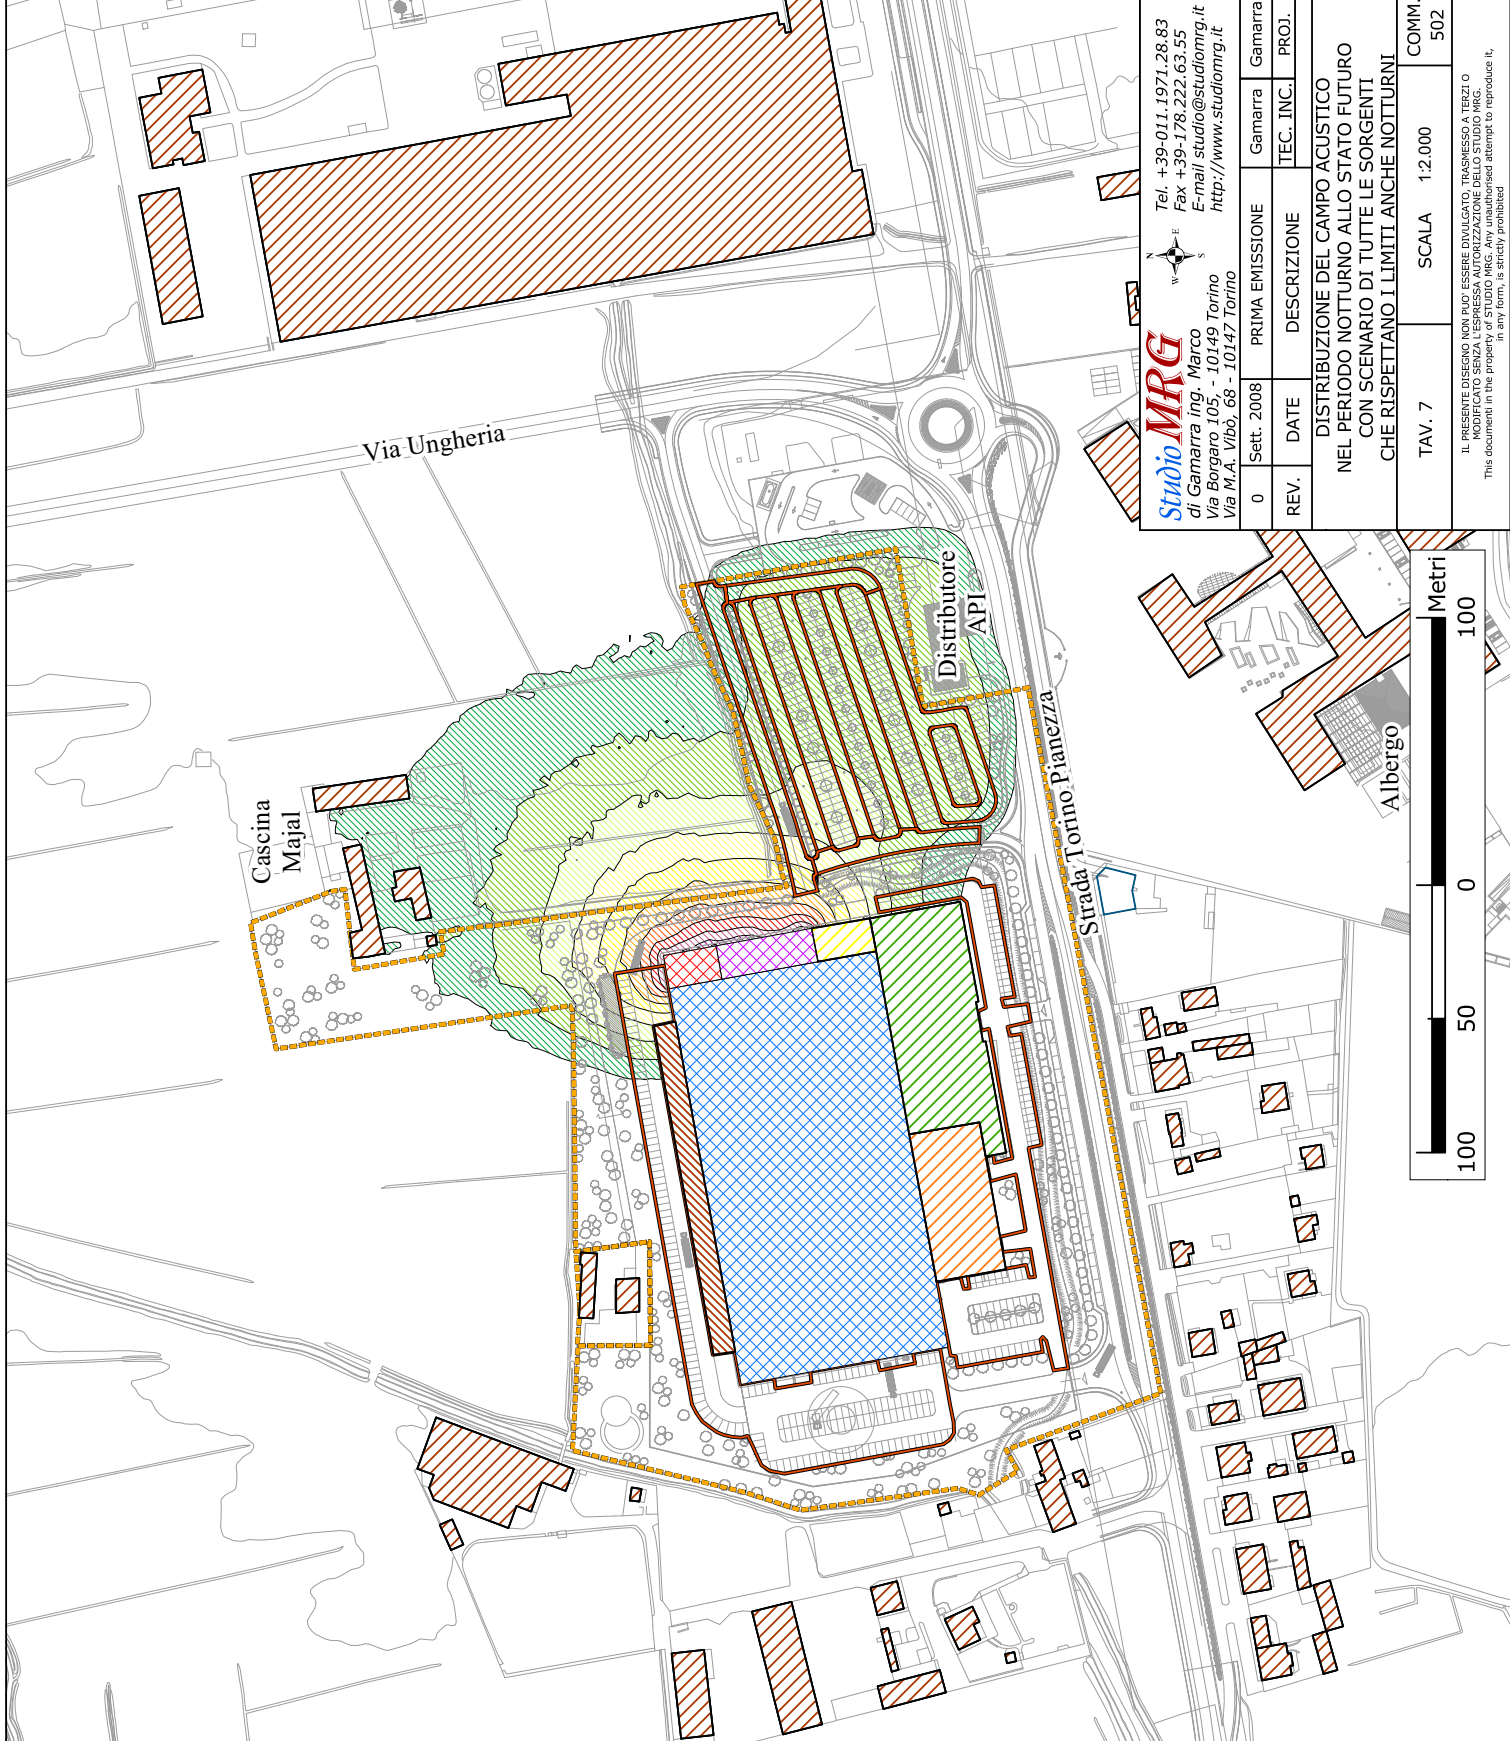 Via Ungheria
Cascina
Majal
Distributore
API
Strada Torino Pianezza
Albergo
Metri
100 50 0 100
Studio MRG
di Gamarra ing. Marco
Via Borgaro 105, - 10149 Torino
Via M.A. Vibò, 68 - 10147 Torino
N
W E
S
Tel. +39-011.1971.28.83
Fax +39-178.222.63.55
E-mail studio@studiomrg.it
http://www.studiomrg.it
0 Sett. 2008 PRIMA EMISSIONE Gamarra Gamarra
REV. DATE DESCRIZIONE TEC. INC. PROJ.
DISTRIBUZIONE DEL CAMPO ACUSTICO
NEL PERIODO NOTTURNO ALLO STATO FUTURO
CON SCENARIO DI TUTTE LE SORGENTI
CHE RISPETTANO I LIMITI ANCHE NOTTURNI
TAV. 7 SCALA 1:2.000 COMM.
502
IL PRESENTE DISEGNO NON PUO' ESSERE DIVULGATO, TRASMESSO A TERZI O
MODIFICATO SENZA L'ESPRESSA AUTORIZZAZIONE DELLO STUDIO MRG.
This documenti in the property of STUDIO MRG. Any unauthorised attempt to reproduce it,
in any form, is strictly prohibited